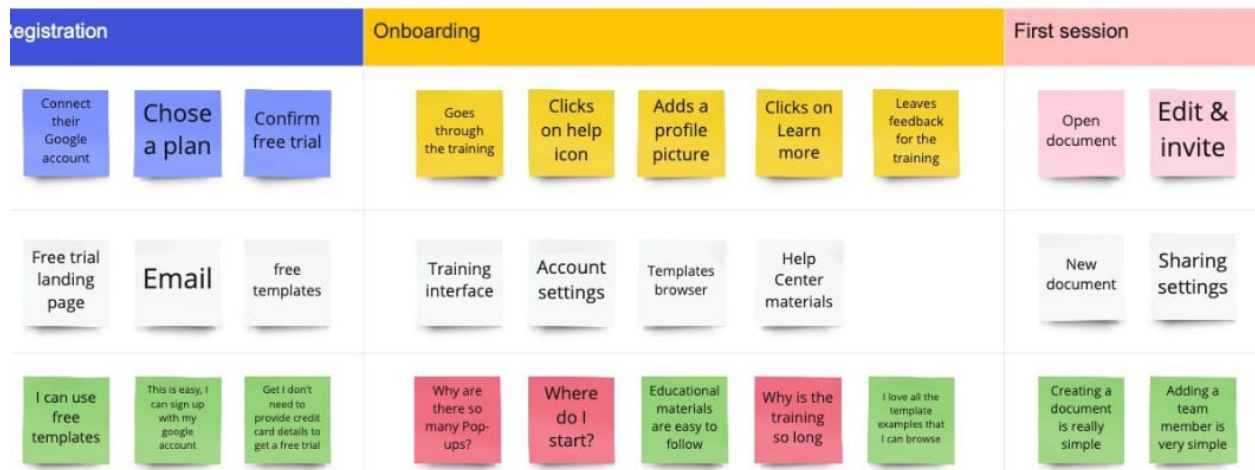 Registration
Onboarding
First session
Connect
their
Google
account
Chose
a plan
Confirm
free trial
Goes
through
the training
Clicks
on help
icon
Adds a
profile
picture
Clicks on
Learn
more
Leaves
feedback
for the
training
Open
document
Edit &
invite
Free trial
landing
page
Email
free
templates
Training
interface
Account
settings
Templates
browser
Help
Center
materials
New
document
Sharing
settings
I can use
free
templates
This is easy, I
can sign up
with my
google
account
Get I don't
need to
provide credit
card details to
get a free trial
Why are
there so
many Pop-
ups?
Where
do I
start?
Educational
materials
are easy to
follow
Why is the
training
so long
I love all the
template
examples that
I can browse
Creating a
document
is really
simple
Adding a
team
member is
very simple